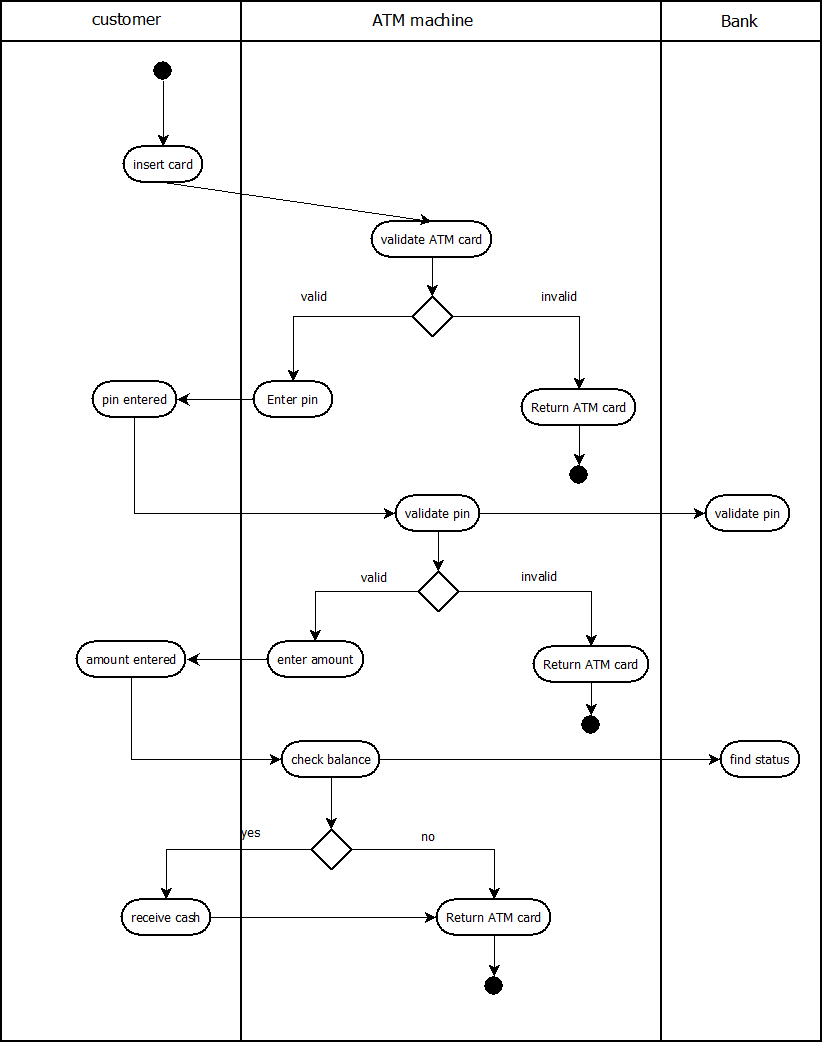 customer
ATM machine
Bank
insert card
validate ATM card
valid
invalid
pin entered
Enter pin
Return ATM card
validate pin
validate pin
valid
invalid
amount entered
enter amount
Return ATM card
check balance
find status
yes
no
receive cash
Return ATM card